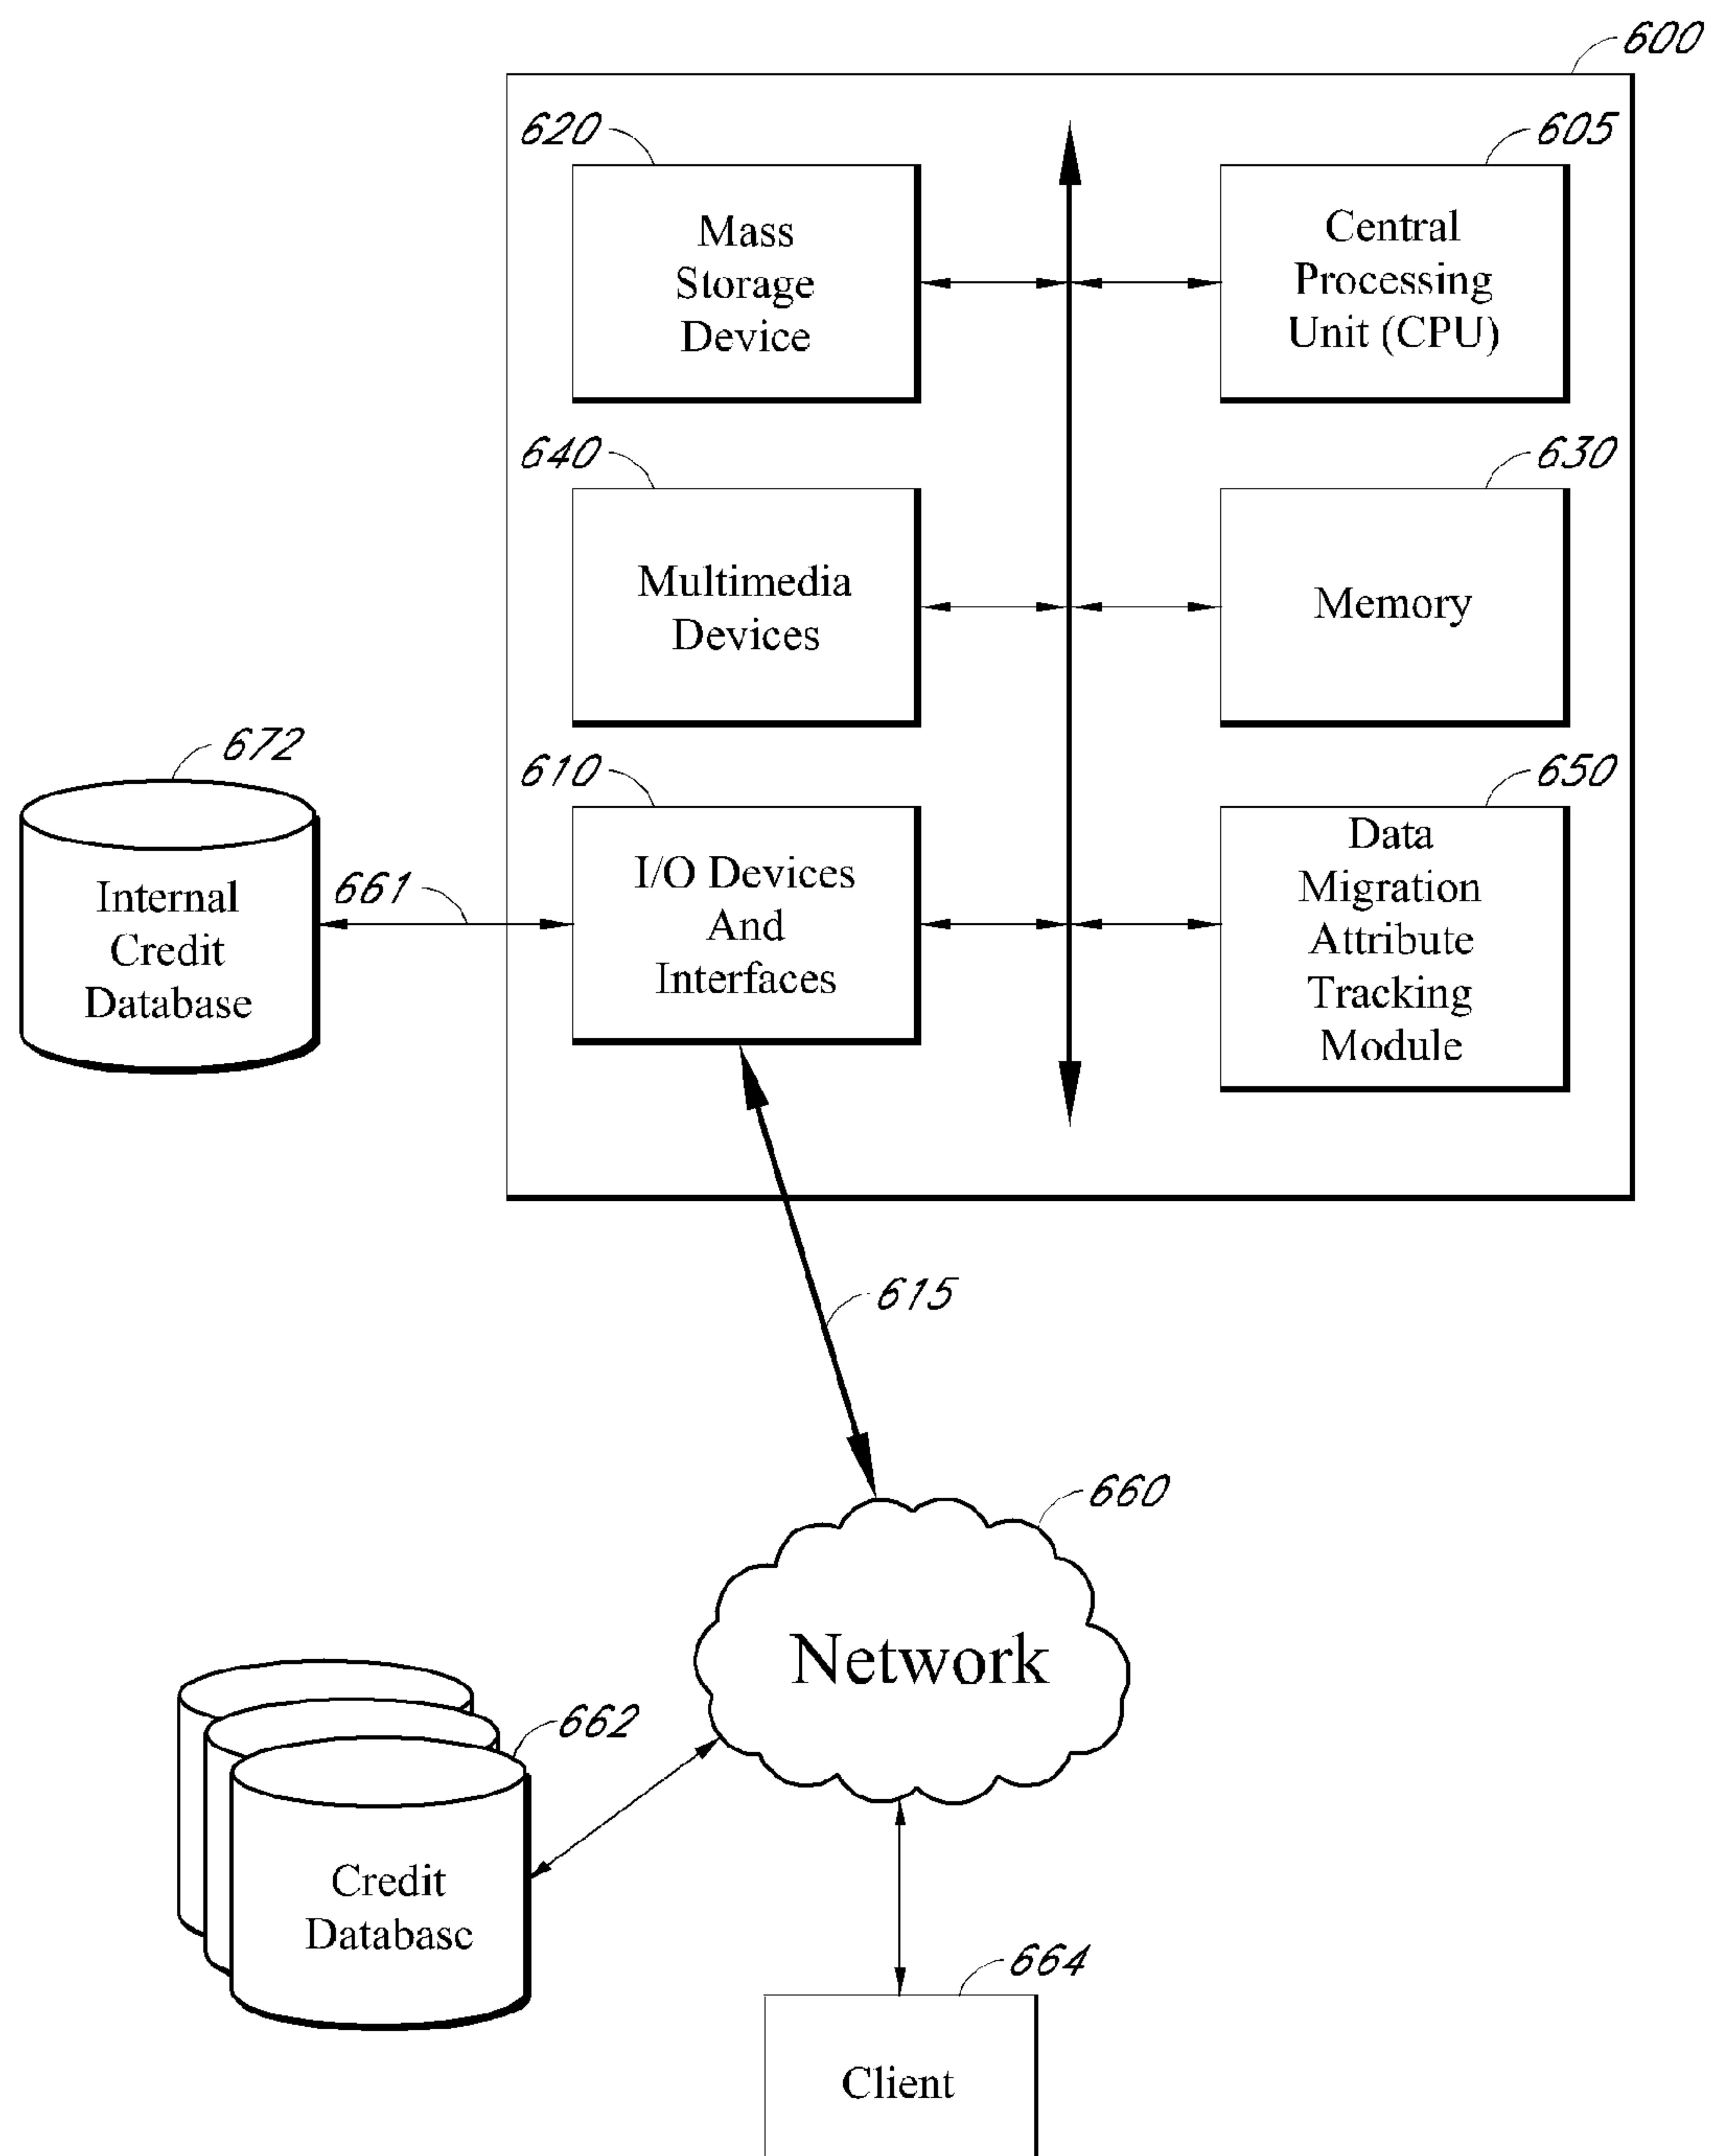 600
620
605
Mass
Storage
Device
Central
Processing
Unit (CPU)
640
630
Multimedia
Devices
Memory
672
610
650
Internal
Credit
Database
661
I/O Devices
And
Interfaces
Data
Migration
Attribute
Tracking
Module
615
660
Network
662
Credit
Database
664
Client